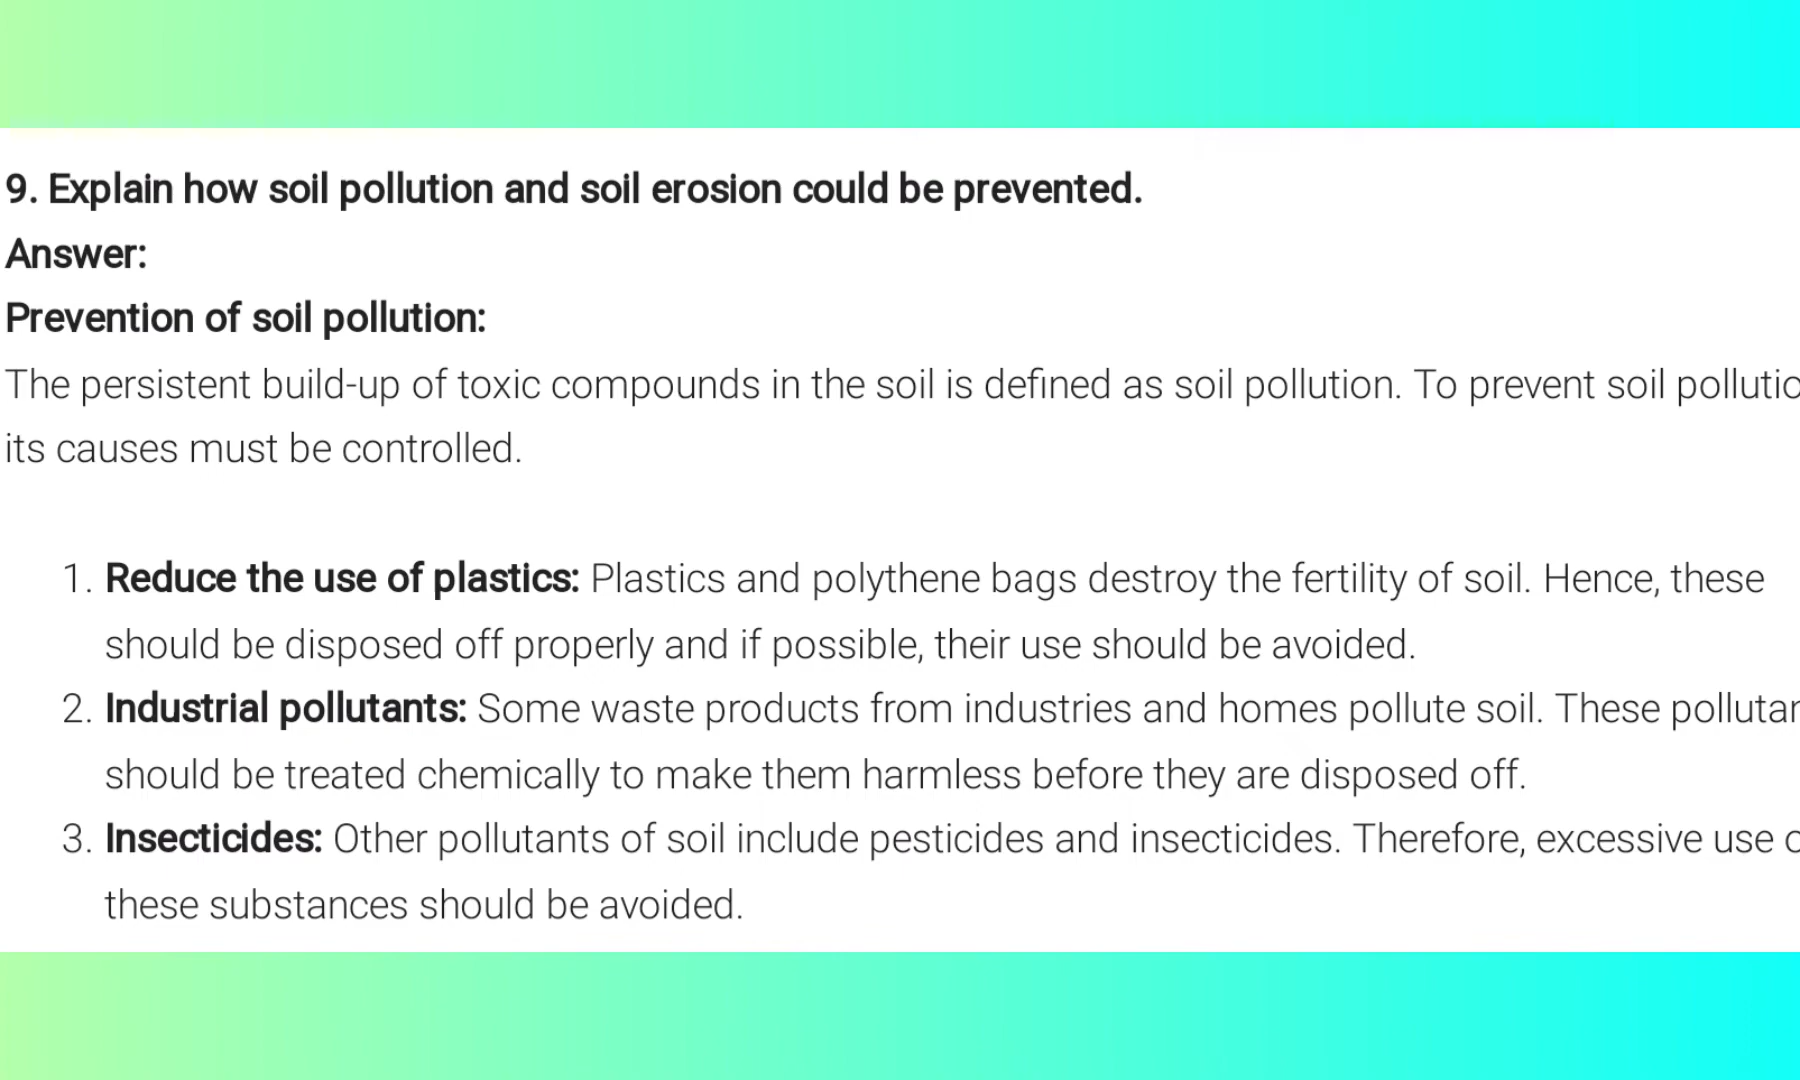 9. Explain how soil pollution and soil erosion could be prevented.
Answer:
Prevention of soil pollution:
The persistent build-up of toxic compounds in the soil is defined as soil pollution. To prevent soil
its causes must be controlled.
1. Reduce the use of plastics: Plastics and polythene bags destroy the fertility of soil. Hence, these
should be disposed off properly and if possible, their use should be avoided.
2. Industrial pollutants: Some waste products from industries and homes pollute soil. These
should be treated chemically to make them harmless before they are disposed off.
3. Insecticides: Other pollutants of soil include pesticides and insecticides. Therefore, excessive use
these substances should be avoided.